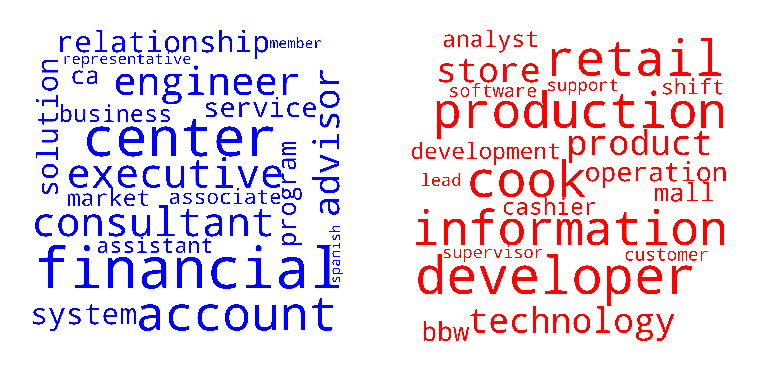 relationship
member
representative
ca
engineer
solution
business
service
advisor
center
executive
program
market
associate
consultant
assistant
spanish
financial
system
account
analyst
retail
store
software
support
shift
production
development
product
lead
cook
operation
mall
cashier
information
supervisor
customer
developer
bbw
technology